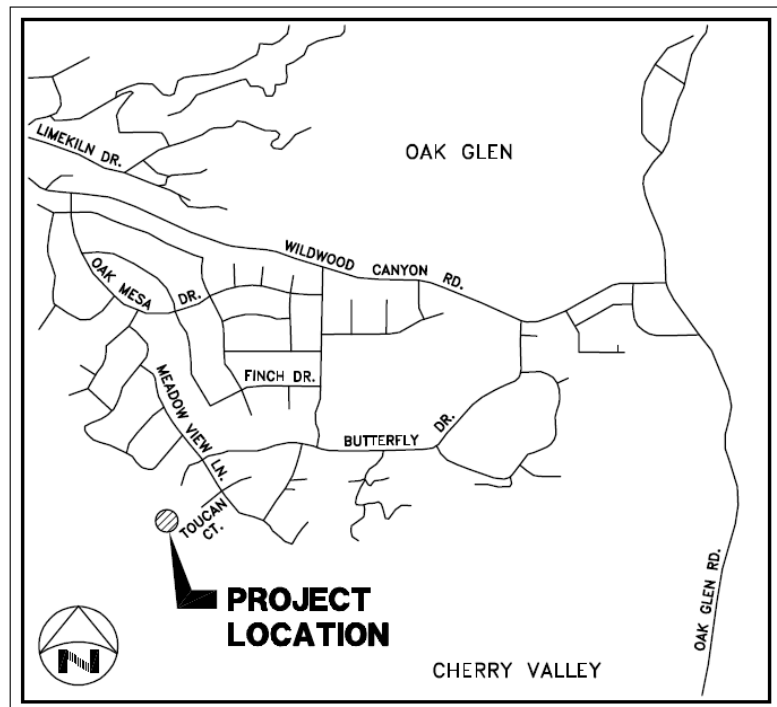 LIMEKILN DR.
OAK GLEN
WILDWOOD CANYON RD.
OAK MESA DR.
FINCH DR.
MEADOW VIEW LN.
BUTTERFLY DR.
TOUCAN
CT.
OAK GLEN RD.
PROJECT
LOCATION
N
CHERRY VALLEY